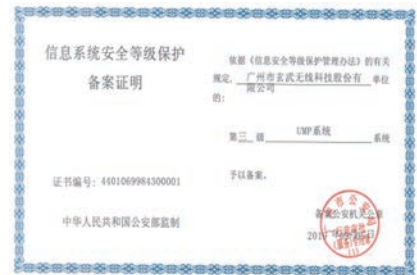 信息系统安全等级保护
备案证明
证书编号：4401069984300001
中华人民共和国公安部监制
依据《信息安全等级保护管理办法》的有关
规定，广州市玄武无线科技股份有 单位
限公司
的：
第三 级 UMP系统 系统
予以备案。
备案公安机关公章